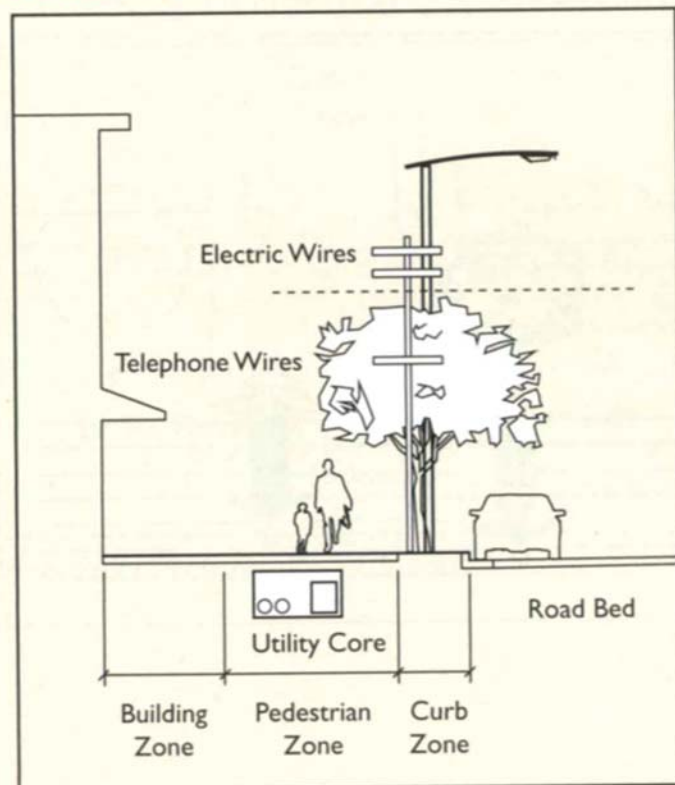 Electric Wires
Telephone Wires
Road Bed
Utility Core
Building
Zone
Pedestrian
Zone
Curb
Zone